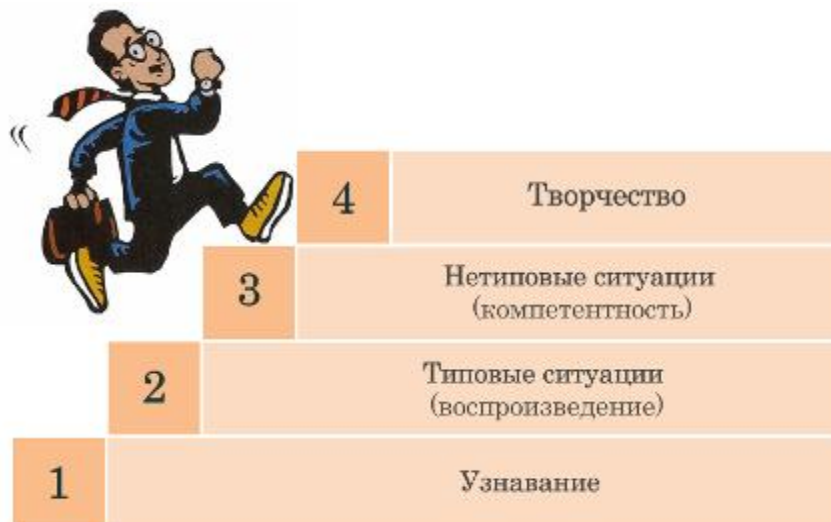 4
Творчество
3
Нетиповые ситуации
(компетентность)
2
Типовые ситуации
(воспроизведение)
1
Узнавание